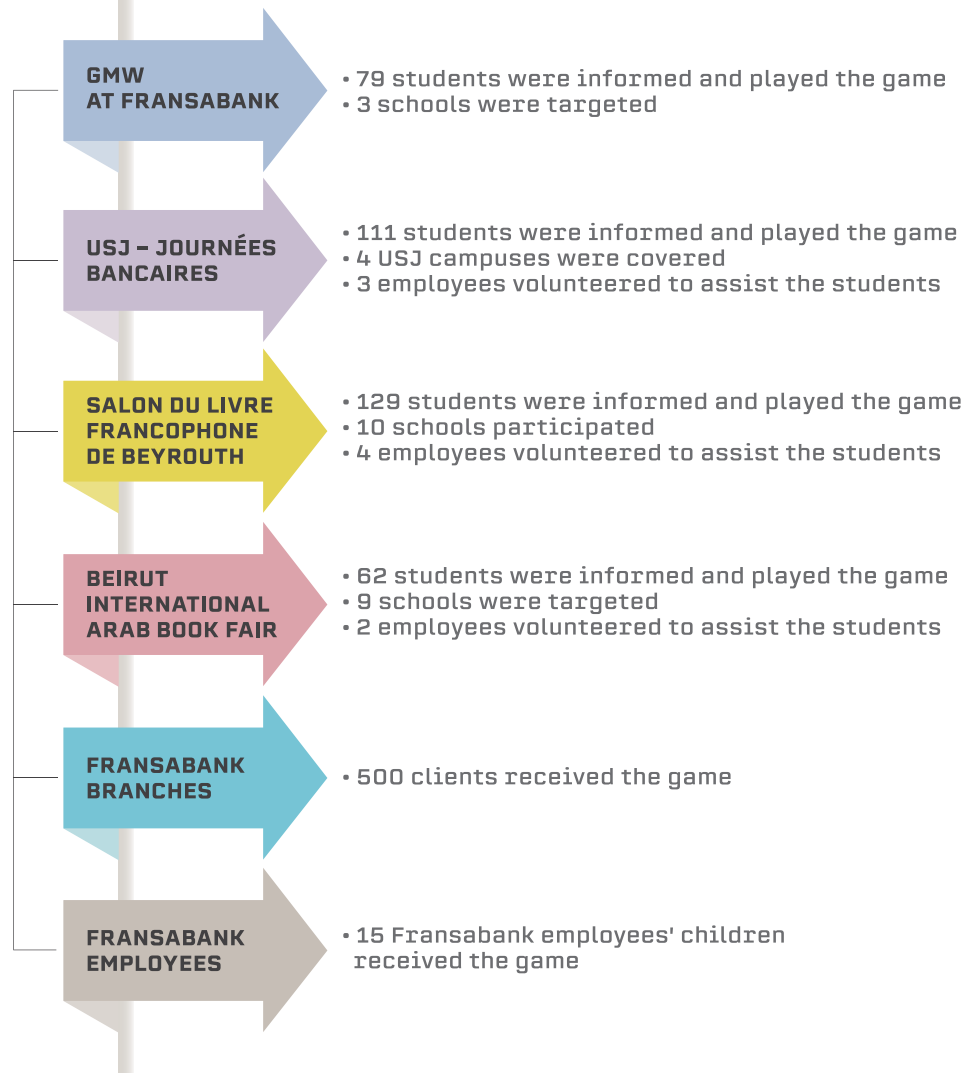 GMW
AT FRANSABANK
• 79 students were informed and played the game
• 3 schools were targeted
USJ – JOURNÉES
BANCAIRES
• 111 students were informed and played the game
• 4 USJ campuses were covered
• 3 employees volunteered to assist the students
SALON DU LIVRE
FRANCOPHONE
DE BEYROUTH
• 129 students were informed and played the game
• 10 schools participated
• 4 employees volunteered to assist the students
BEIRUT
INTERNATIONAL
ARAB BOOK FAIR
• 62 students were informed and played the game
• 9 schools were targeted
• 2 employees volunteered to assist the students
FRANSABANK
BRANCHES
• 500 clients received the game
FRANSABANK
EMPLOYEES
• 15 Fransabank employees' children
received the game